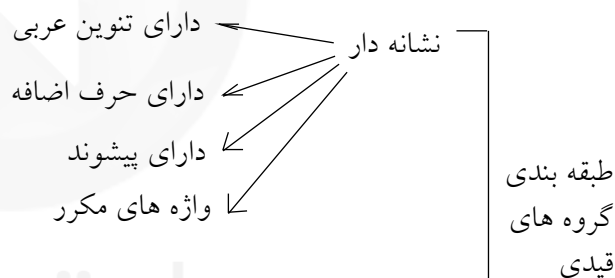 دارای تنوین عربی
نشانه دار
دارای حرف اضافه
دارای پیشوند
واژه های مکرر
طبقه بندی
گروه های
قیدی